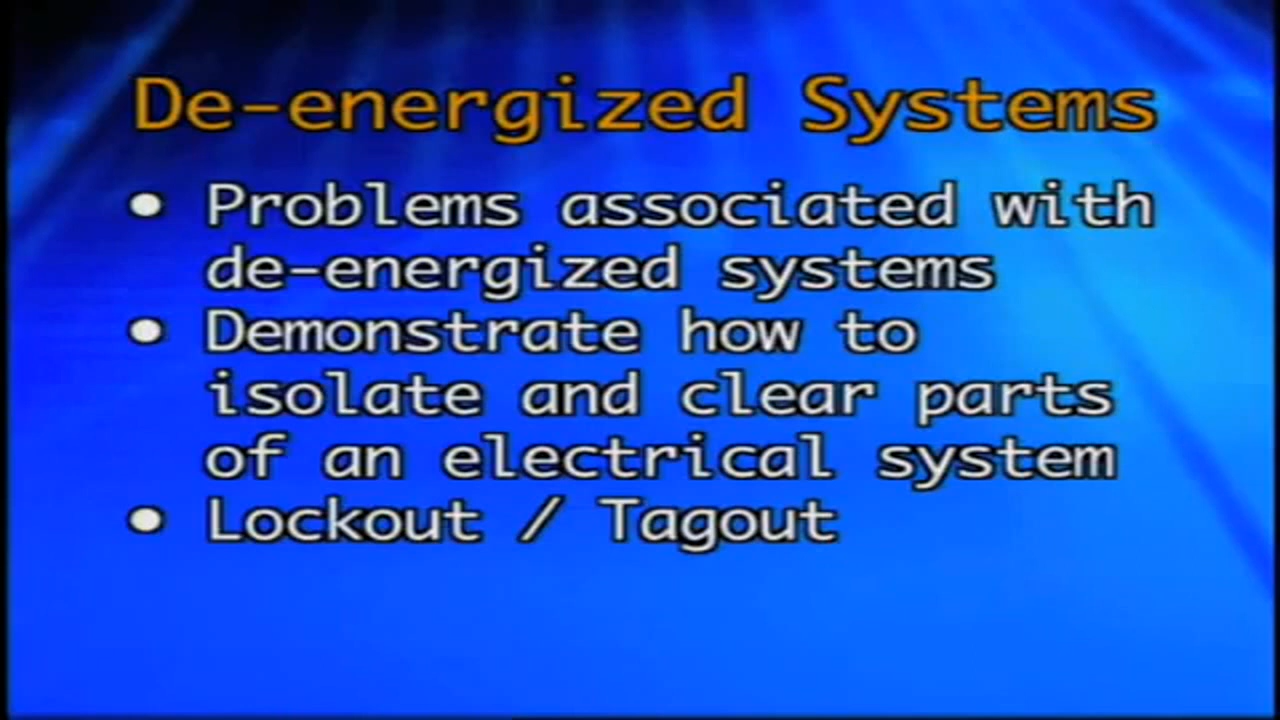 De-energized Systems
• Problems associated with
de-energized systems
• Demonstrate how to
isolate and clear parts
of an electrical system
• Lockout / Tagout